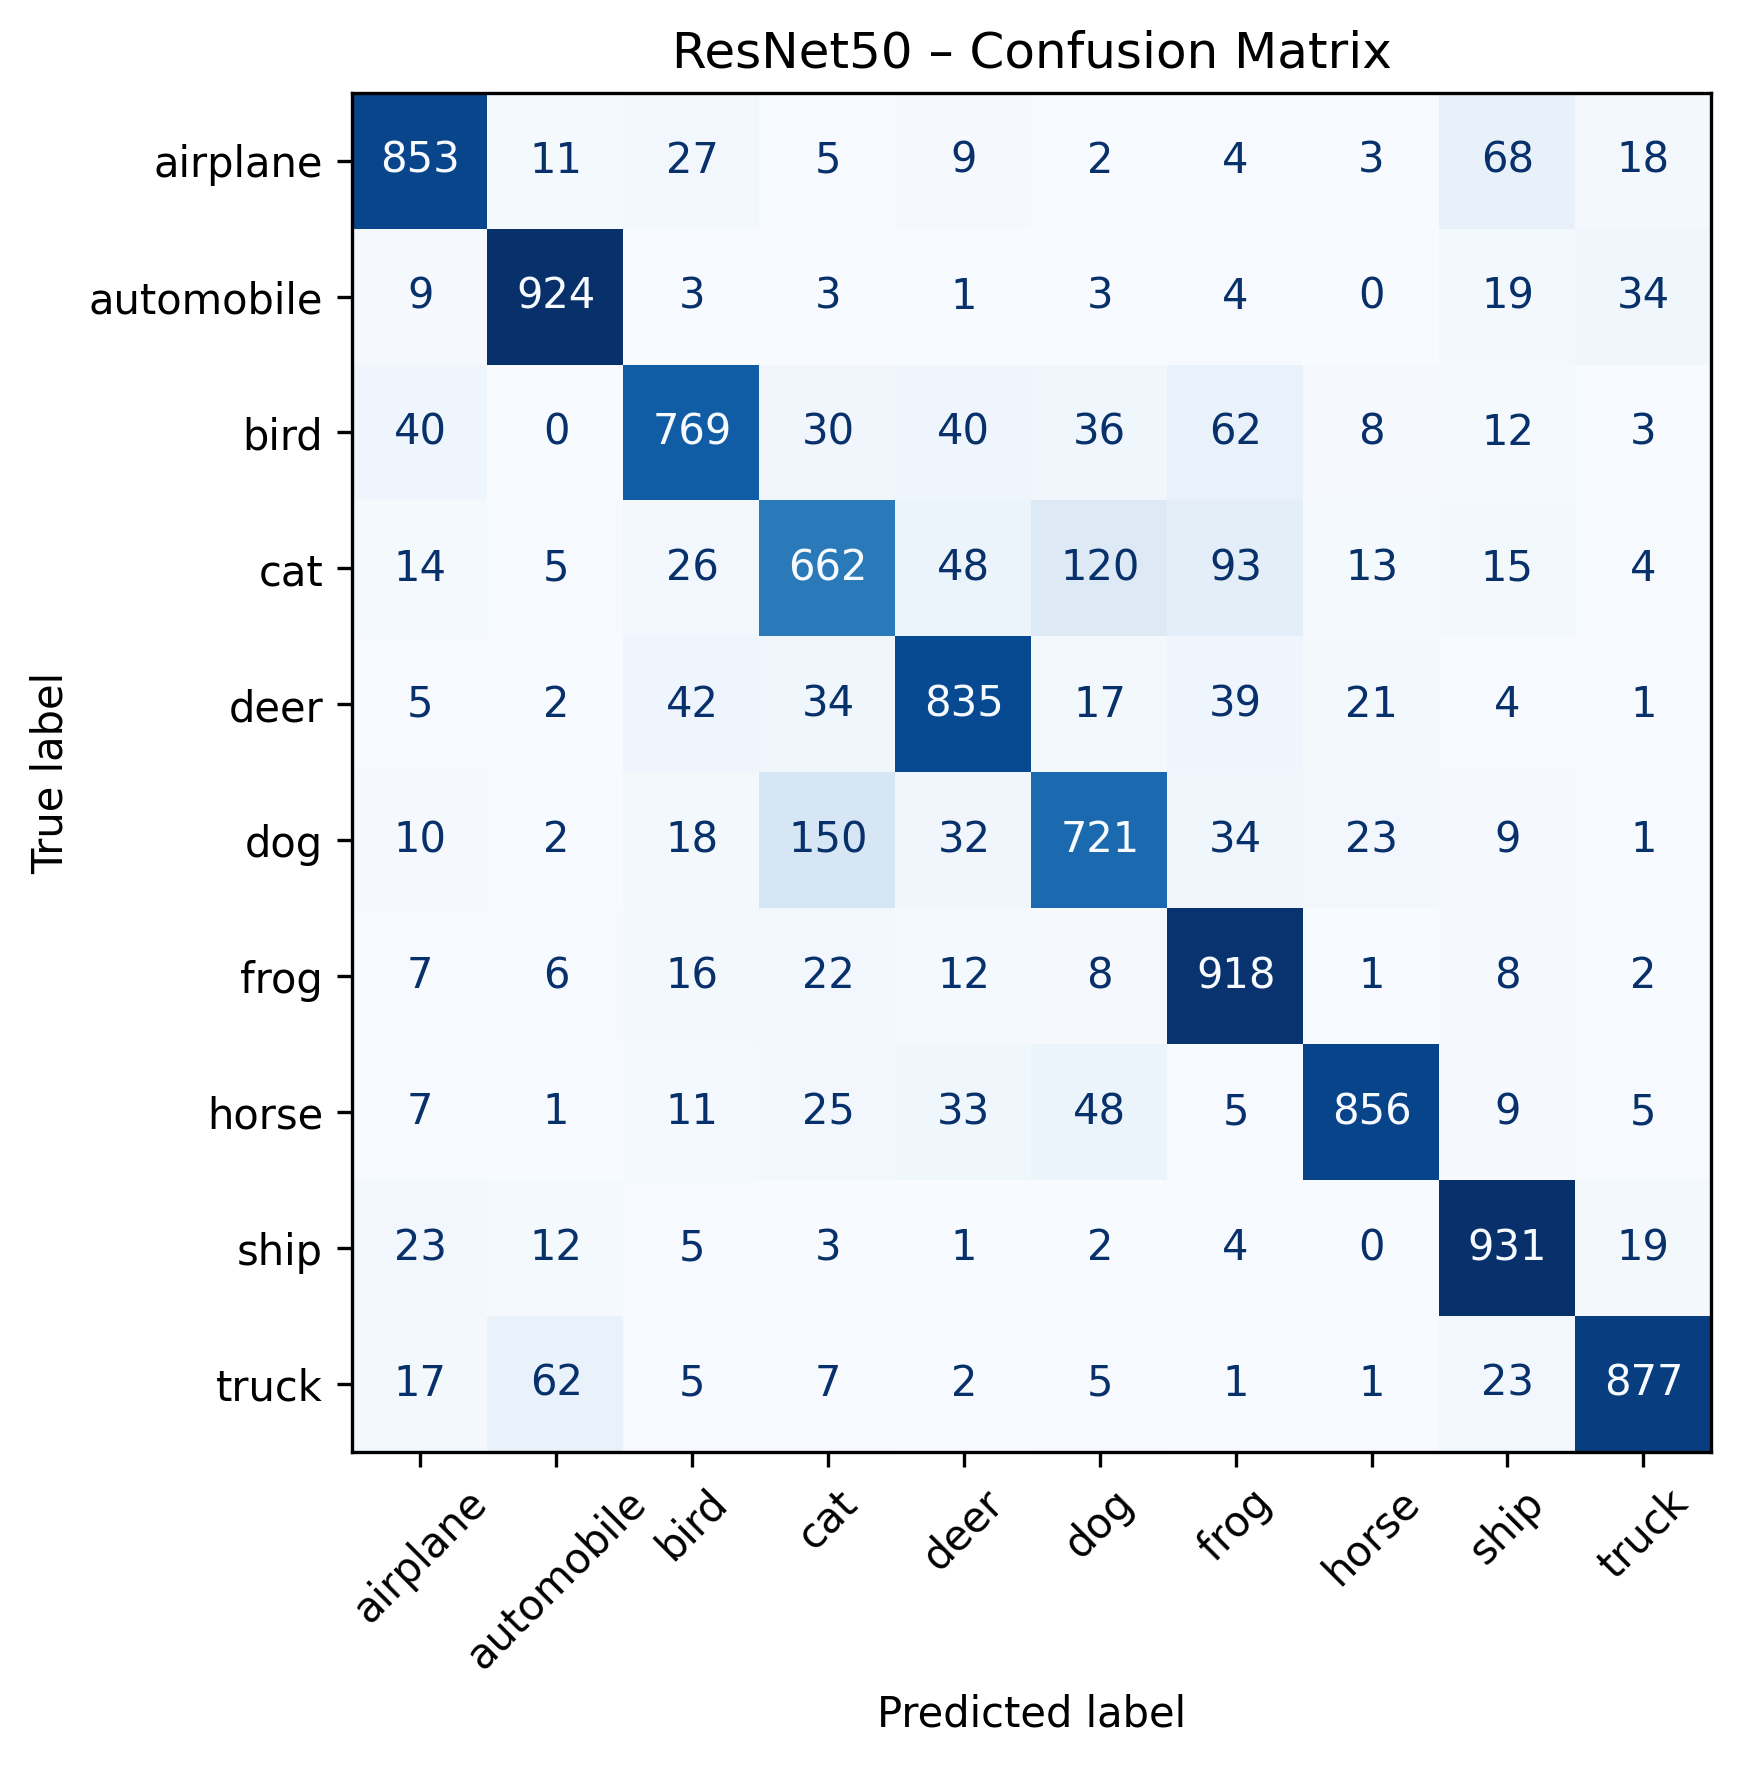 ResNet50 – Confusion Matrix
True label
airplane 853 11 27 5 9 2 4 3 68 18
automobile 9 924 3 3 1 3 4 0 19 34
bird 40 0 769 30 40 36 62 8 12 3
cat 14 5 26 662 48 120 93 13 15 4
deer 5 2 42 34 835 17 39 21 4 1
dog 10 2 18 150 32 721 34 23 9 1
frog 7 6 16 22 12 8 918 1 8 2
horse 7 1 11 25 33 48 5 856 9 5
ship 23 12 5 3 1 2 4 0 931 19
truck 17 62 5 7 2 5 1 1 23 877
airplane automobile bird cat deer dog frog horse ship truck
Predicted label